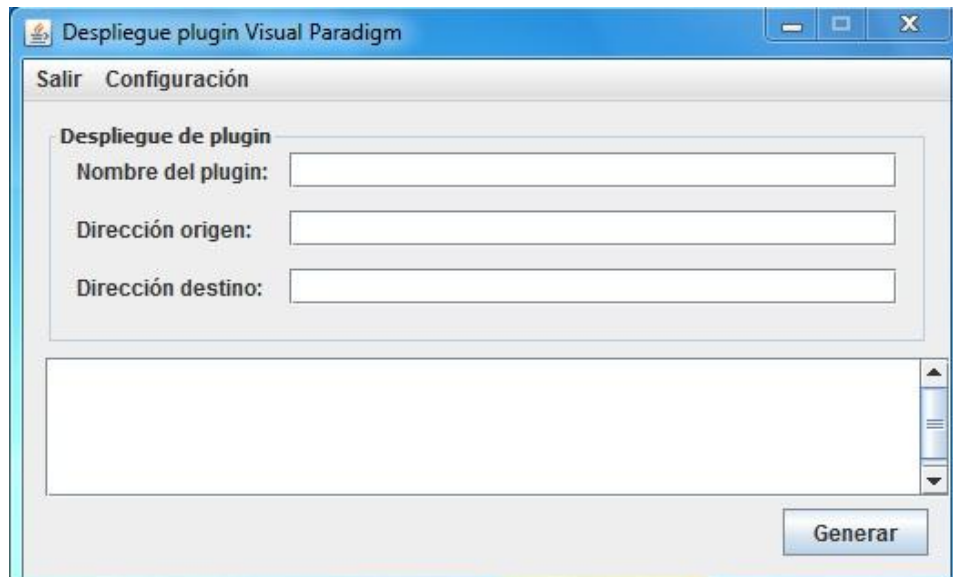 Despliegue plugin Visual Paradigm
Salir Configuración
Despliegue de plugin
Nombre del plugin:
Dirección origen:
Dirección destino:
Generar